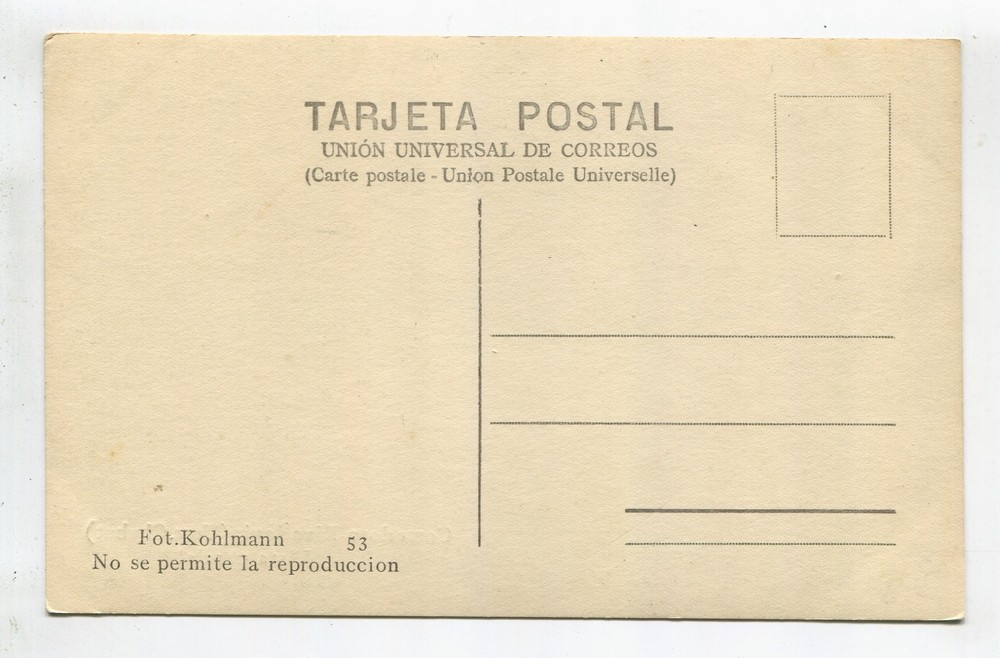 TARJETA POSTAL
UNIÓN UNIVERSAL DE CORREOS
(Carte postale - Union Postale Universelle)
Fot.Kohlmann 53
No se permite la reproduccion